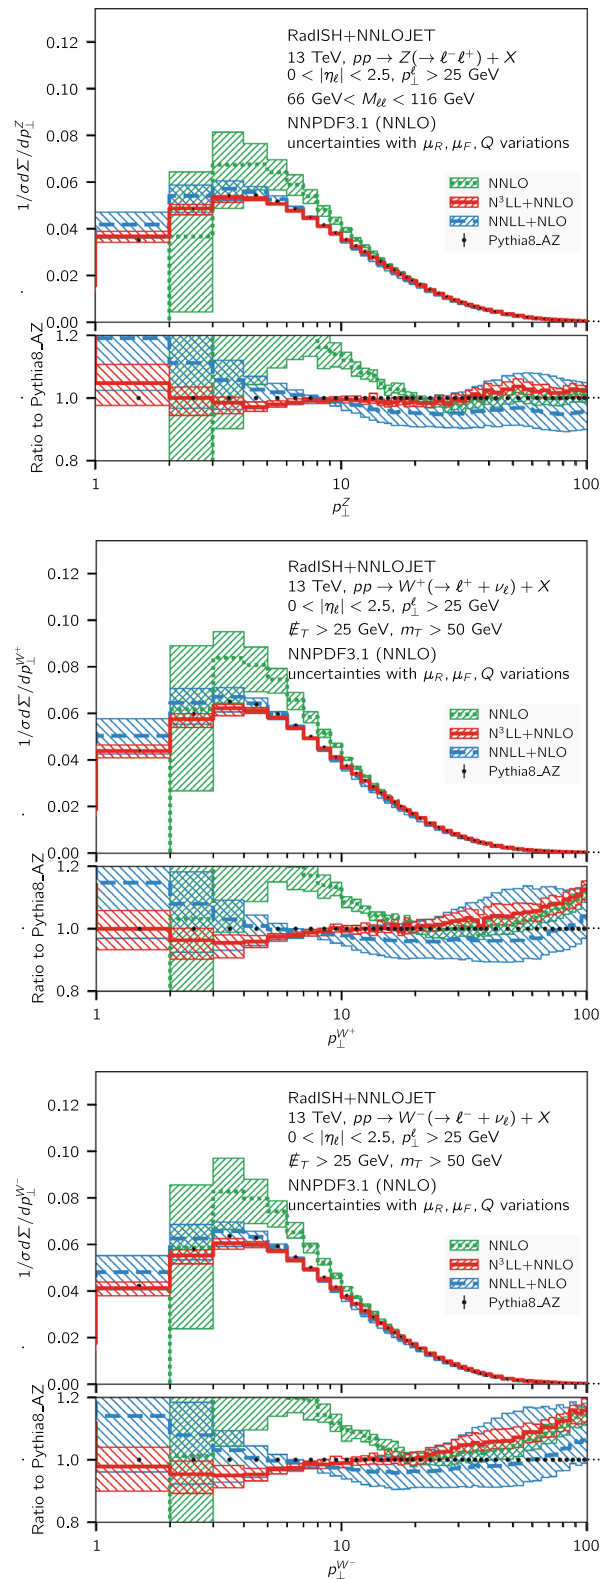 RadISH+NNLOJET
13 TeV, pp → Z(→ ℓ⁻ℓ⁺) + X
0 < |ηℓ| < 2.5, p⊥^ℓ > 25 GeV
66 GeV < Mℓℓ < 116 GeV
NNPDF3.1 (NNLO)
uncertainties with μR, μF, Q variations
NNLO
N³LL+NNLO
NNLL+NLO
Pythia8_AZ
1/σ dΣ/dp⊥^Z
0.12
0.10
0.08
0.06
0.04
0.02
0.00
Ratio to Pythia8_AZ
1.2
1.0
0.8
1 10 100
p⊥^Z
RadISH+NNLOJET
13 TeV, pp → W⁺(→ ℓ⁺ + νℓ) + X
0 < |ηℓ| < 2.5, p⊥^ℓ > 25 GeV
E̸T > 25 GeV, mT > 50 GeV
NNPDF3.1 (NNLO)
uncertainties with μR, μF, Q variations
NNLO
N³LL+NNLO
NNLL+NLO
Pythia8_AZ
1/σ dΣ/dp⊥^W⁺
0.12
0.10
0.08
0.06
0.04
0.02
0.00
Ratio to Pythia8_AZ
1.2
1.0
0.8
1 10 100
p⊥^W⁺
RadISH+NNLOJET
13 TeV, pp → W⁻(→ ℓ⁻ + νℓ) + X
0 < |ηℓ| < 2.5, p⊥^ℓ > 25 GeV
E̸T > 25 GeV, mT > 50 GeV
NNPDF3.1 (NNLO)
uncertainties with μR, μF, Q variations
NNLO
N³LL+NNLO
NNLL+NLO
Pythia8_AZ
1/σ dΣ/dp⊥^W⁻
0.12
0.10
0.08
0.06
0.04
0.02
0.00
Ratio to Pythia8_AZ
1.2
1.0
0.8
1 10 100
p⊥^W⁻